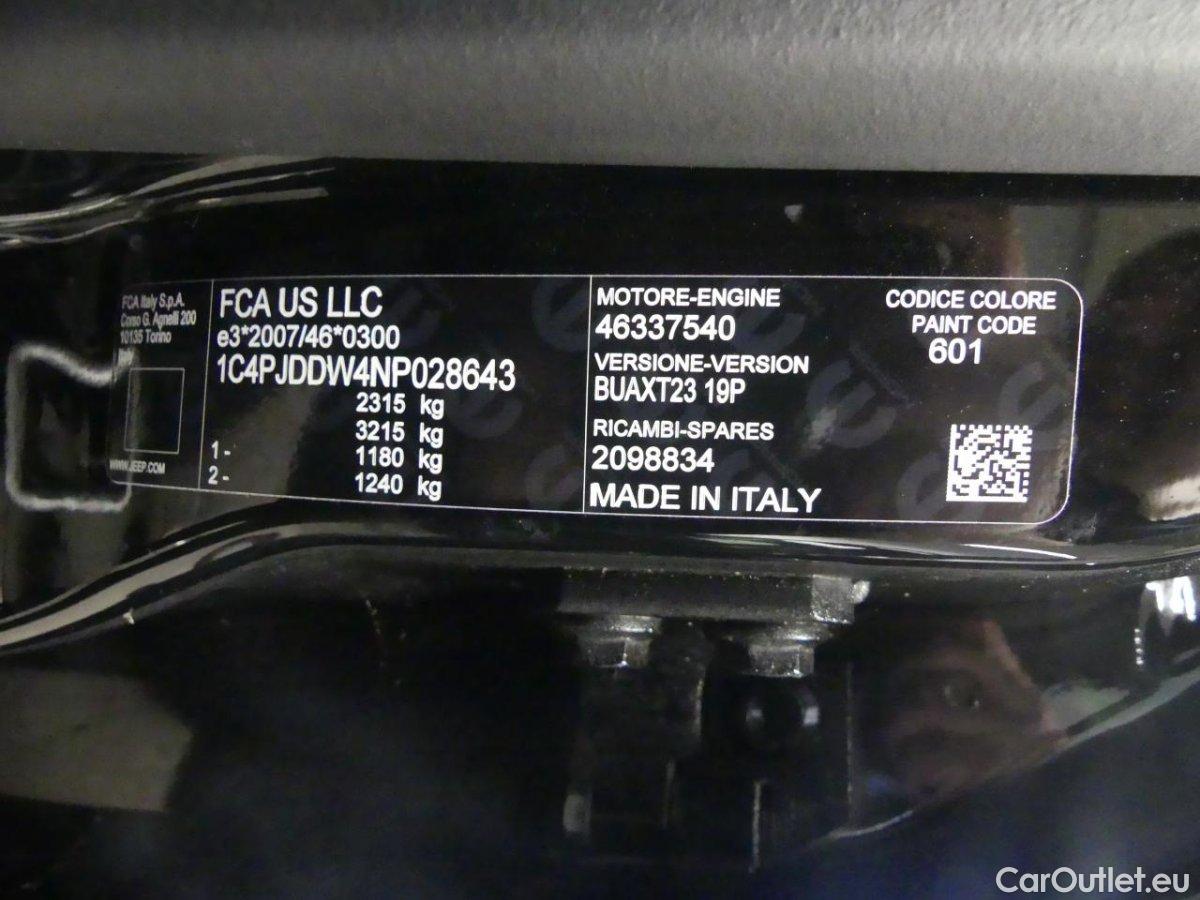 FCA Italy S.p.A.
Corso G. Agnelli 200
10135 Torino
Italy
WWW.JEEP.COM
FCA US LLC
e3*2007/46*0300
1C4PJDDW4NP028643
2315 kg
3215 kg
1 - 1180 kg
2 - 1240 kg
MOTORE-ENGINE
46337540
VERSIONE-VERSION
BUAXT23 19P
RICAMBI-SPARES
2098834
MADE IN ITALY
CODICE COLORE
PAINT CODE
601
CarOutlet.eu